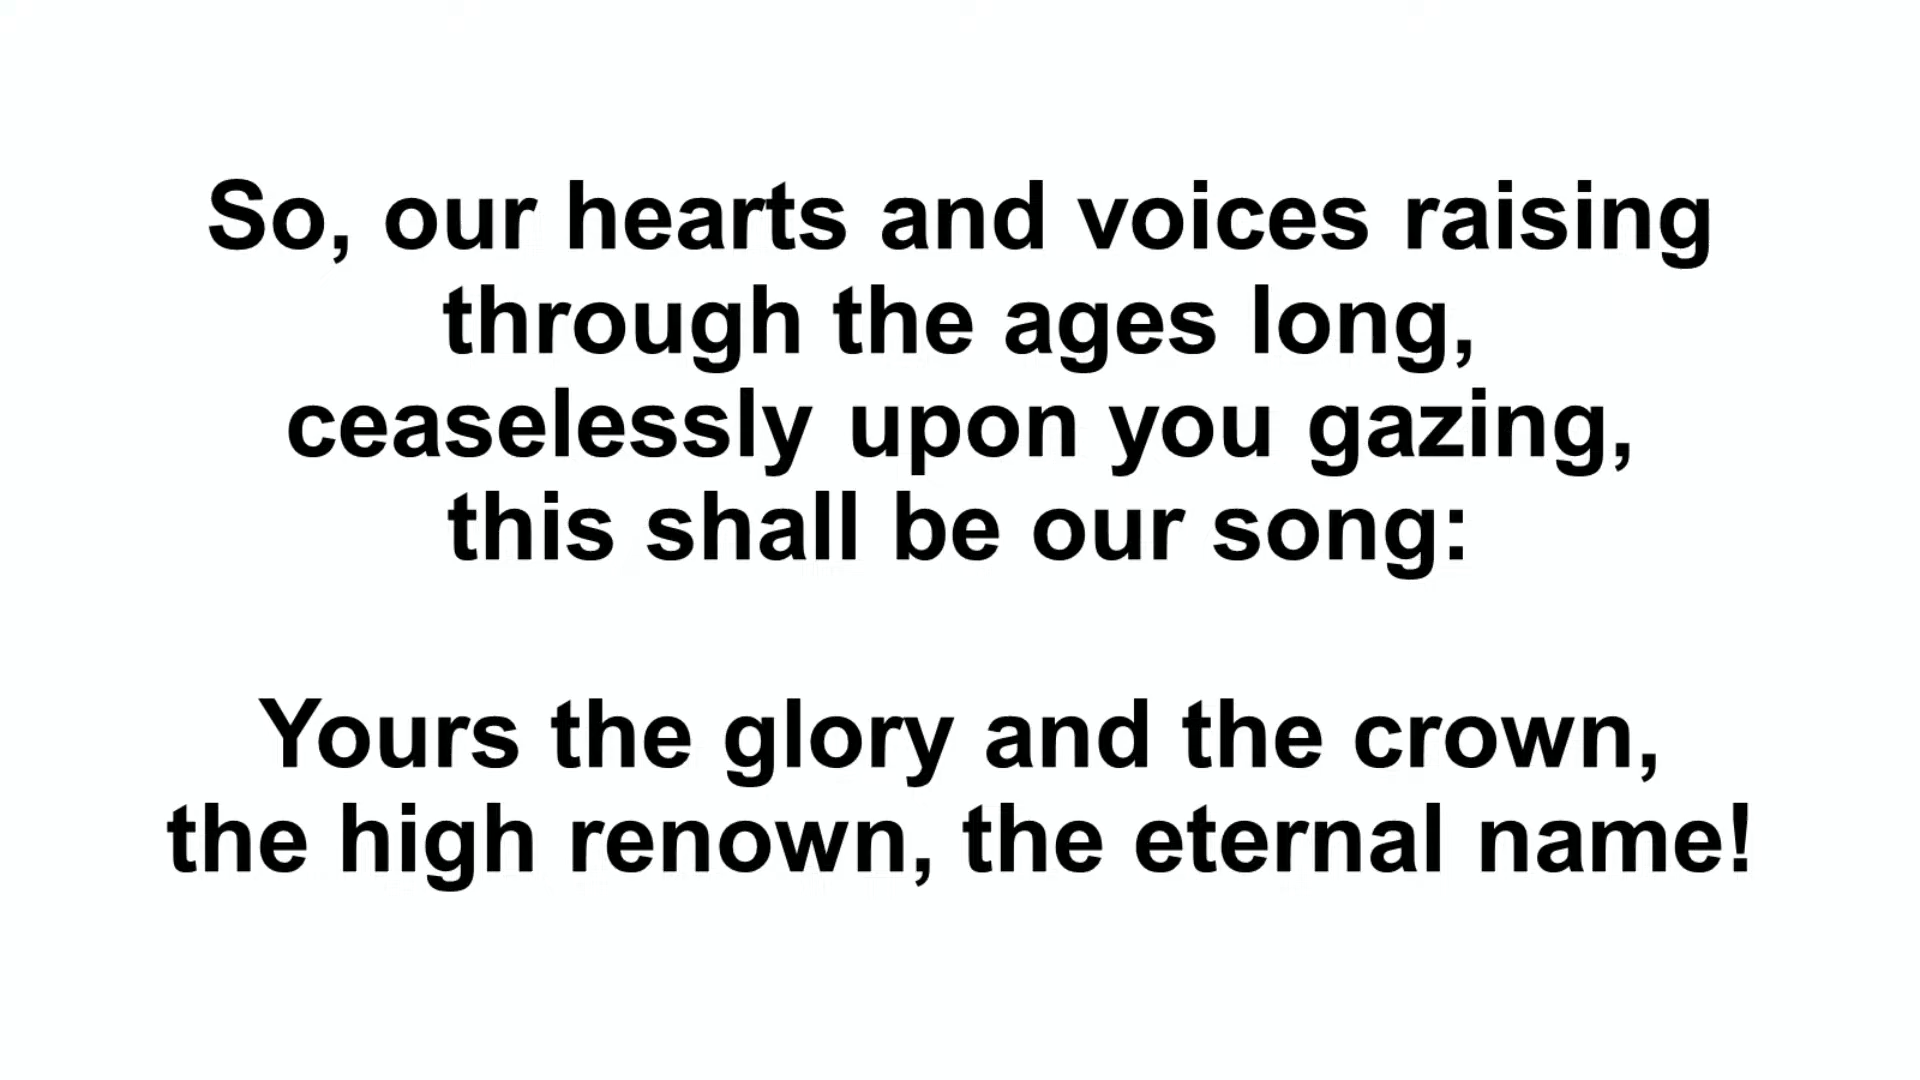 So, our hearts and voices raising
through the ages long,
ceaselessly upon you gazing,
this shall be our song:
Yours the glory and the crown,
the high renown, the eternal name!